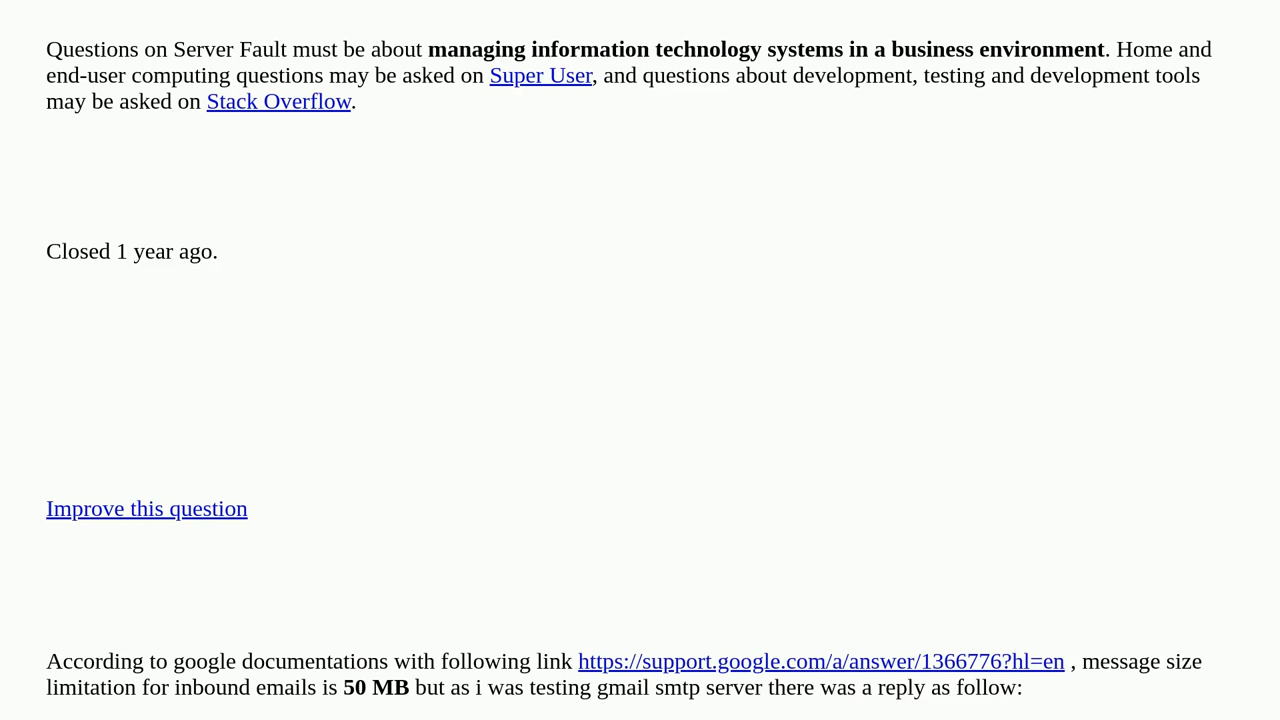 Questions on Server Fault must be about managing information technology systems in a business environment. Home and
end-user computing questions may be asked on Super User, and questions about development, testing and development tools
may be asked on Stack Overflow.
Closed 1 year ago.
Improve this question
According to google documentations with following link https://support.google.com/a/answer/1366776?hl=en , message size
limitation for inbound emails is 50 MB but as i was testing gmail smtp server there was a reply as follow: